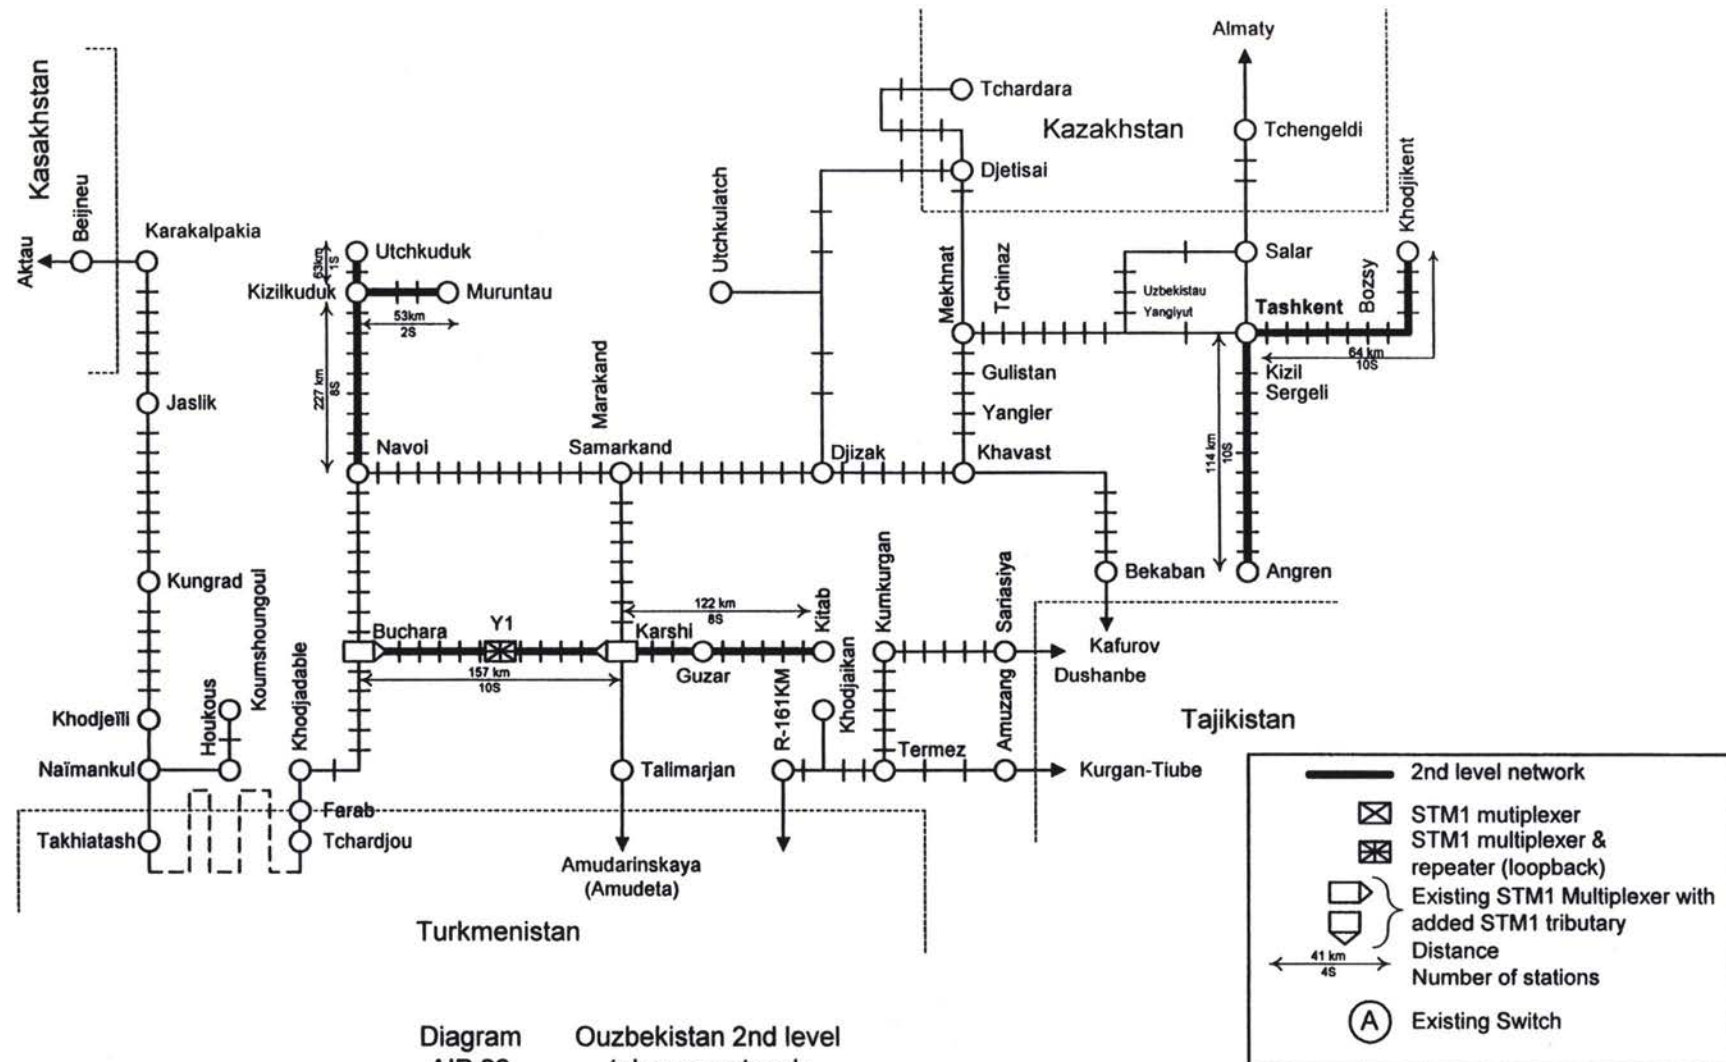 Almaty
Tchardara
Kazakhstan
Tchengeldi
Kasakhstan
Djetisai
Khodjikent
Beijneu
Aktau
Karakalpakia
63km
1S
Utchkuduk
Utchkulatch
Salar
Kizilkuduk
Muruntau
Mekhnat
Tchinaz
Uzbekistau
Yangiyut
Tashkent
Bozsy
53km
2S
64 km
10S
227 km
8S
Gulistan
Kizil
Sergeli
Jaslik
Yangier
Marakand
Navoi
Samarkand
Djizak
Khavast
114 km
10S
Kungrad
Bekaban
Angren
Koumshoungoul
122 km
8S
Kitab
Kumkurgan
Sariasiya
Buchara
Y1
Karshi
Guzar
Kafurov
Dushanbe
157 km
10S
Khodjadable
Houkous
R-161KM
Khodjaikan
Amuzang
Khodjeïli
Tajikistan
Naïmankul
Talimarjan
Termez
Kurgan-Tiube
Farab
Takhiatash
Tchardjou
Amudarinskaya
(Amudeta)
Turkmenistan
2nd level network
STM1 mutiplexer
STM1 multiplexer &
repeater (loopback)
Existing STM1 Multiplexer with
added STM1 tributary
41 km
4S
Distance
Number of stations
A
Existing Switch
Diagram
Ouzbekistan 2nd level